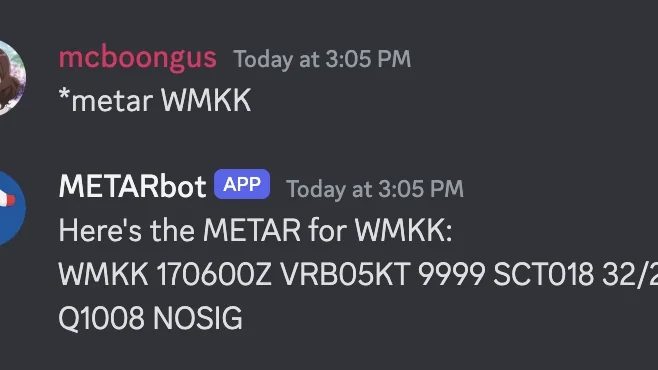 mcboongus Today at 3:05 PM
*metar WMKK
METARbot APP Today at 3:05 PM
Here's the METAR for WMKK:
WMKK 170600Z VRB05KT 9999 SCT018
Q1008 NOSIG